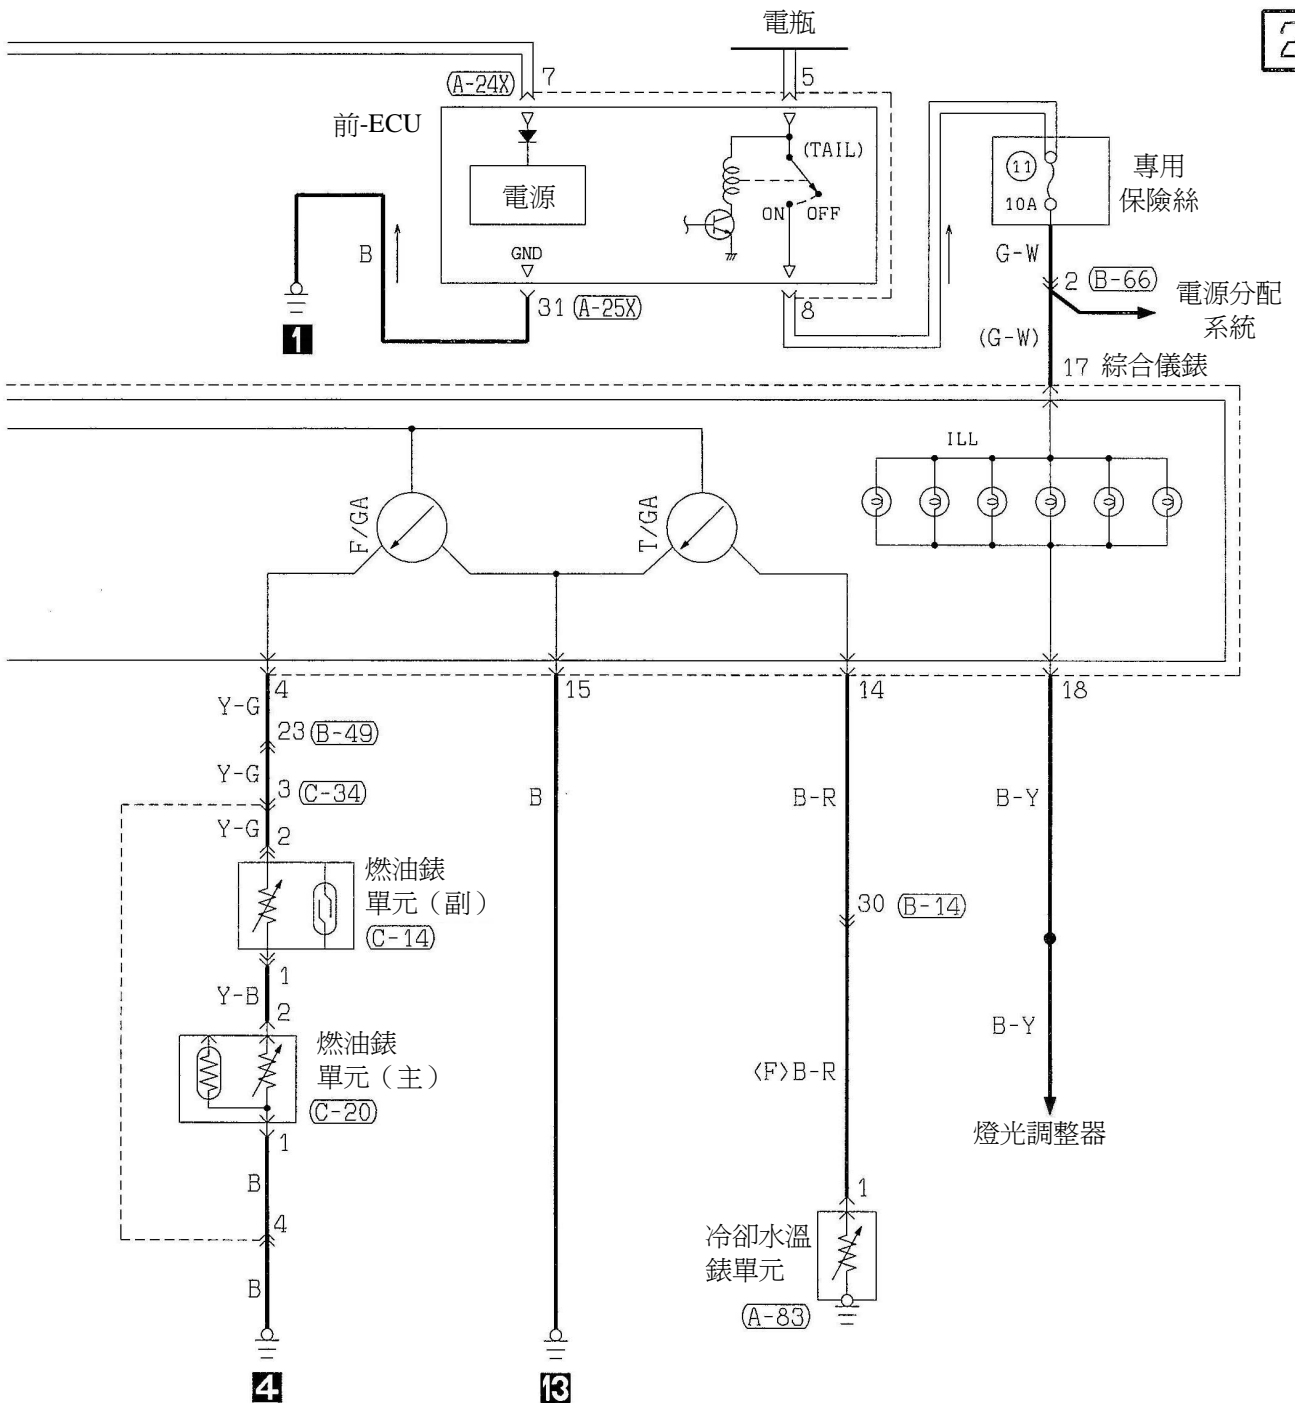 電瓶
2
(A-24X)
7
5
前-ECU
(TAIL)
電源
ON
OFF
GND
11
10A
專用
保險絲
B
G-W
31
(A-25X)
8
2
(B-66)
電源分配
系統
1
(G-W)
17
綜合儀錶
ILL
F/GA
T/GA
4
15
14
18
Y-G
23
(B-49)
Y-G
3
(C-34)
Y-G
2
B
B-R
B-Y
燃油錶
單元（副）
(C-14)
30
(B-14)
1
Y-B
2
燃油錶
單元（主）
(C-20)
1
B-Y
〈F〉B-R
燈光調整器
B
4
B
1
冷卻水溫
錶單元
(A-83)
4
13